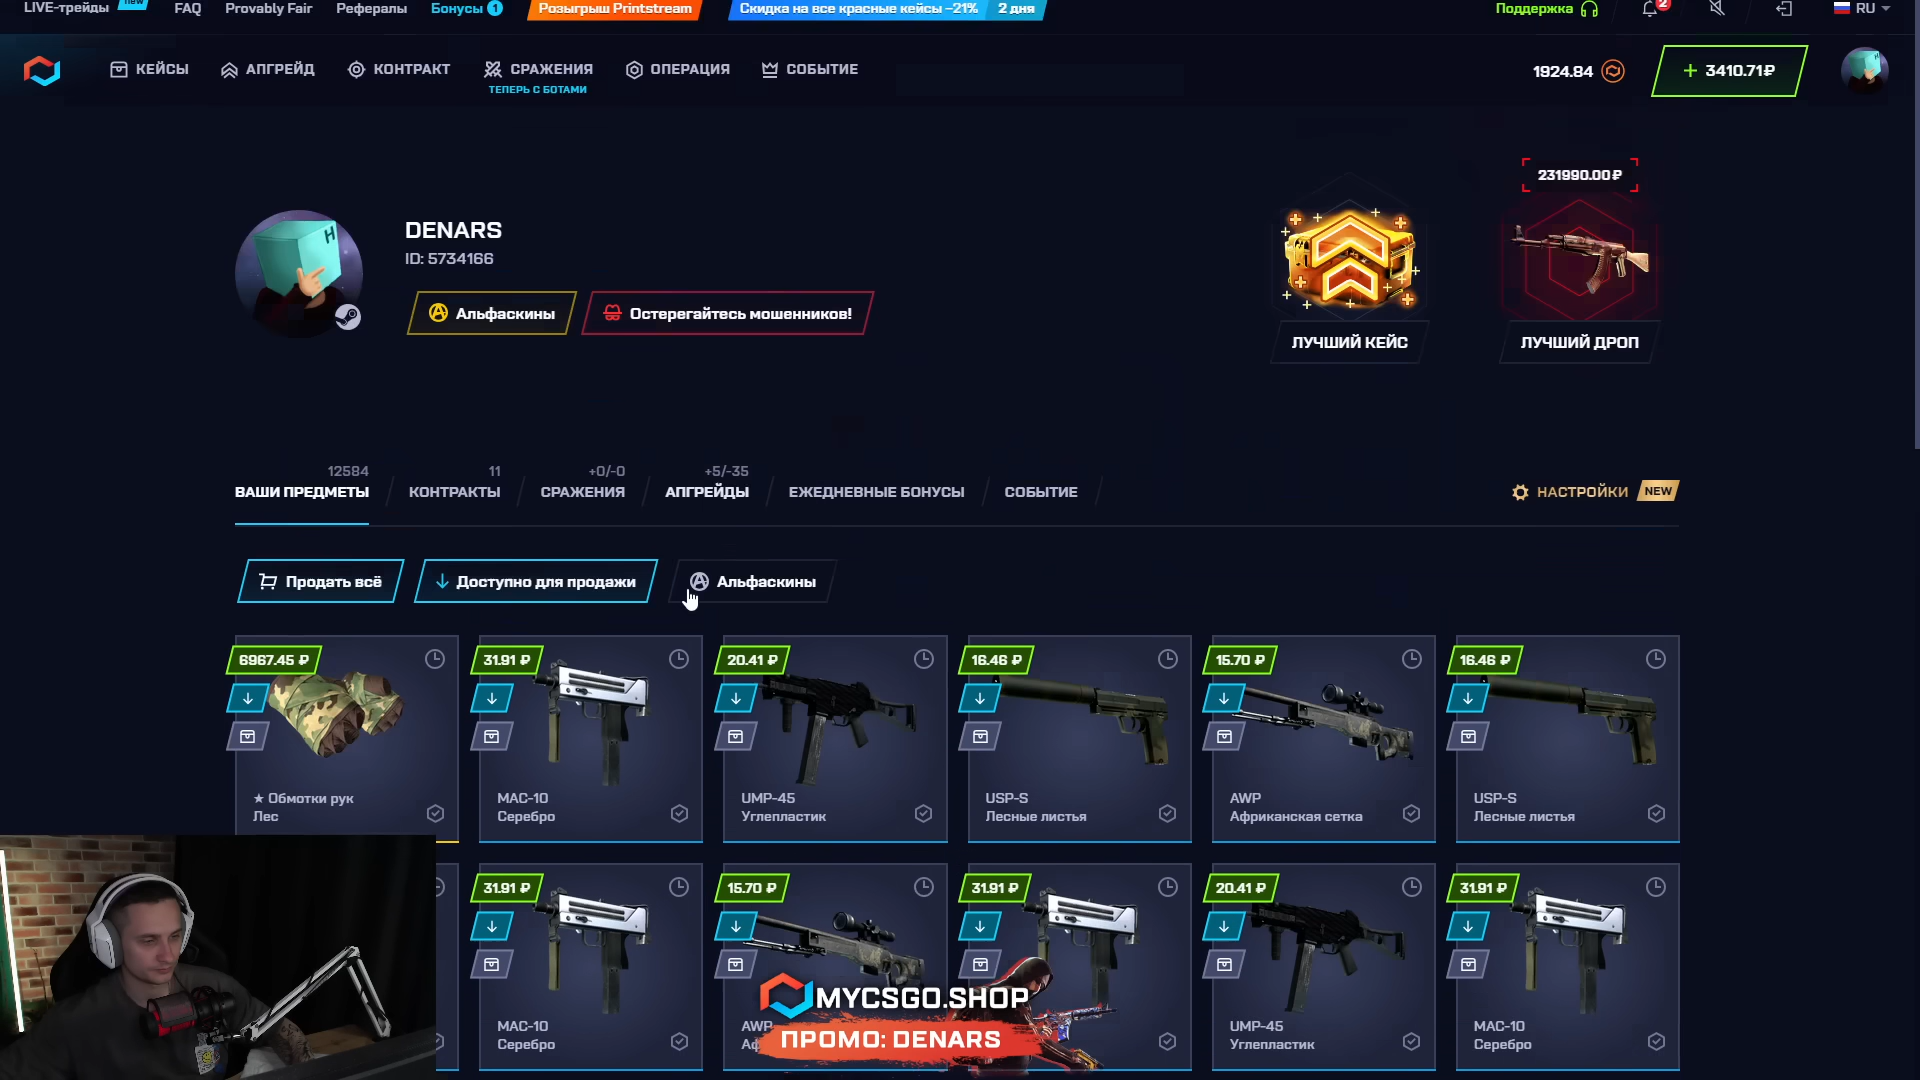 LIVE-трейды new FAQ Provably Fair Рефералы Бонусы 1 Розыгрыш Printstream Скидка на все красные кейсы -21% 2 дня Поддержка 2 RU
КЕЙСЫ АПГРЕЙД КОНТРАКТ СРАЖЕНИЯ ОПЕРАЦИЯ СОБЫТИЕ 1924.84 + 3410.71₽
ТЕПЕРЬ С БОТАМИ
231990.00₽
DENARS
ID: 5734166
Альфаскины Остерегайтесь мошенников!
ЛУЧШИЙ КЕЙС ЛУЧШИЙ ДРОП
12584 11 +0/-0 +5/-35
ВАШИ ПРЕДМЕТЫ КОНТРАКТЫ СРАЖЕНИЯ АПГРЕЙДЫ ЕЖЕДНЕВНЫЕ БОНУСЫ СОБЫТИЕ НАСТРОЙКИ NEW
Продать всё Доступно для продажи Альфаскины
6967.45 ₽ 31.91 ₽ 20.41 ₽ 16.46 ₽ 15.70 ₽ 16.46 ₽
★ Обмотки рук MAC-10 UMP-45 USP-S AWP USP-S
Лес Серебро Углепластик Лесные листья Африканская сетка Лесные листья
31.91 ₽ 15.70 ₽ 31.91 ₽ 20.41 ₽ 31.91 ₽
MYCSGO.SHOP
MAC-10 AWP UMP-45 MAC-10
Серебро Аф Углепластик Серебро
ПРОМО: DENARS